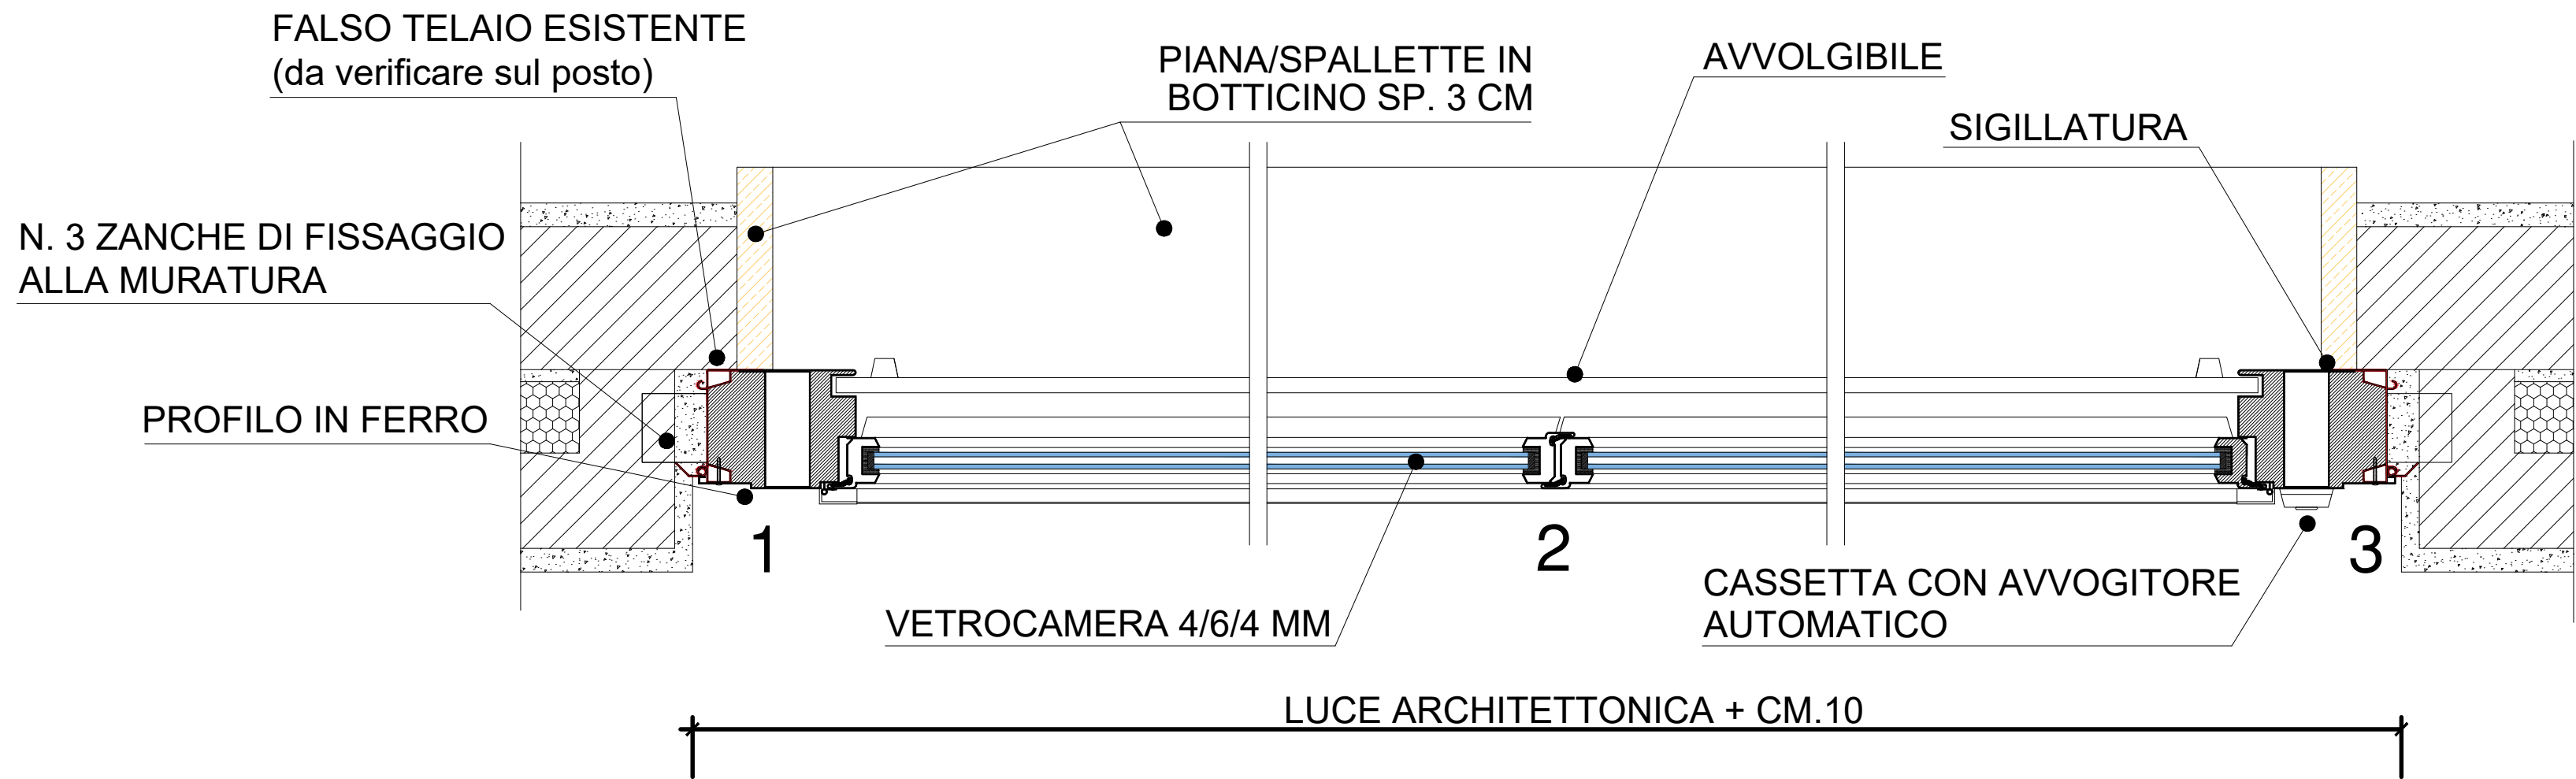 FALSO TELAIO ESISTENTE
(da verificare sul posto)
PIANA/SPALLETTE IN
BOTTICINO SP. 3 CM
AVVOLGIBILE
SIGILLATURA
N. 3 ZANCHE DI FISSAGGIO
ALLA MURATURA
PROFILO IN FERRO
1
2
3
VETROCAMERA 4/6/4 MM
CASSETTA CON AVVOGITORE
AUTOMATICO
LUCE ARCHITETTONICA + CM.10